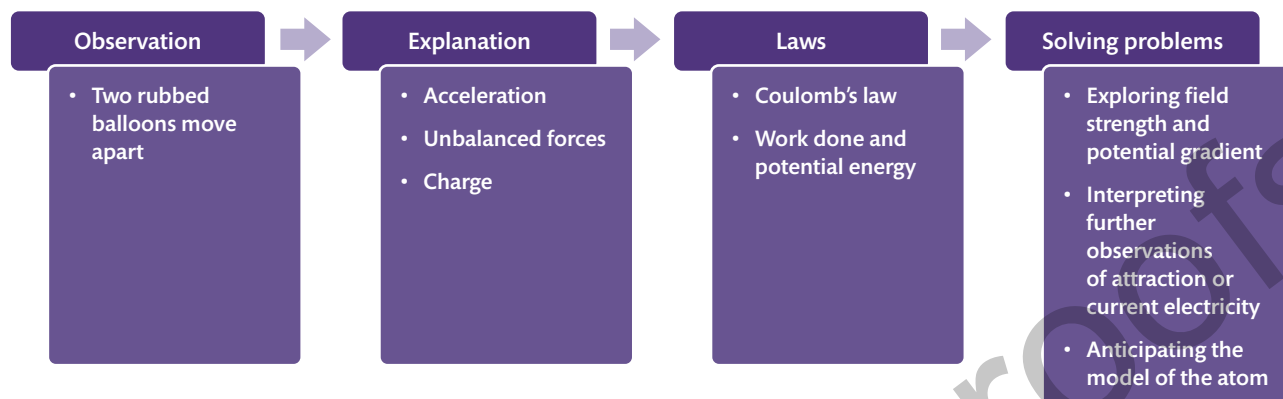 Observation
• Two rubbed
balloons move
apart
Explanation
• Acceleration
• Unbalanced forces
• Charge
Laws
• Coulomb's law
• Work done and
potential energy
Solving problems
• Exploring field
strength and
potential gradient
• Interpreting
further
observations
of attraction or
current electricity
• Anticipating the
model of the atom
roofs